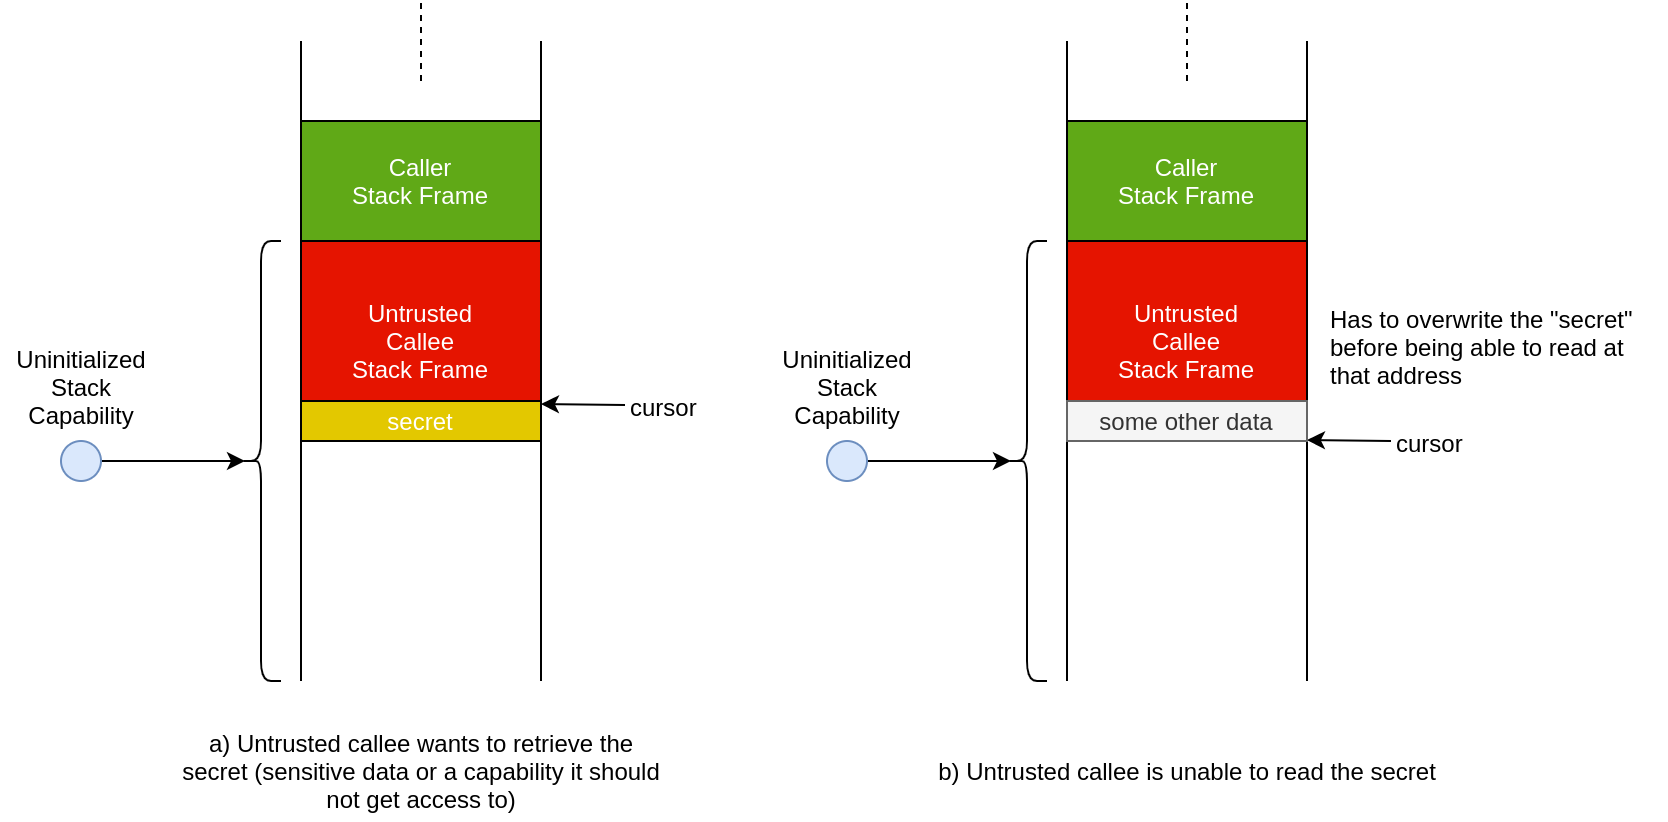 Caller
Stack Frame
Untrusted
Callee
Stack Frame
Uninitialized
Stack
Capability
secret
cursor
a) Untrusted callee wants to retrieve the
secret (sensitive data or a capability it should
not get access to)
Caller
Stack Frame
Untrusted
Callee
Stack Frame
Has to overwrite the "secret"
before being able to read at
that address
Uninitialized
Stack
Capability
some other data
cursor
b) Untrusted callee is unable to read the secret